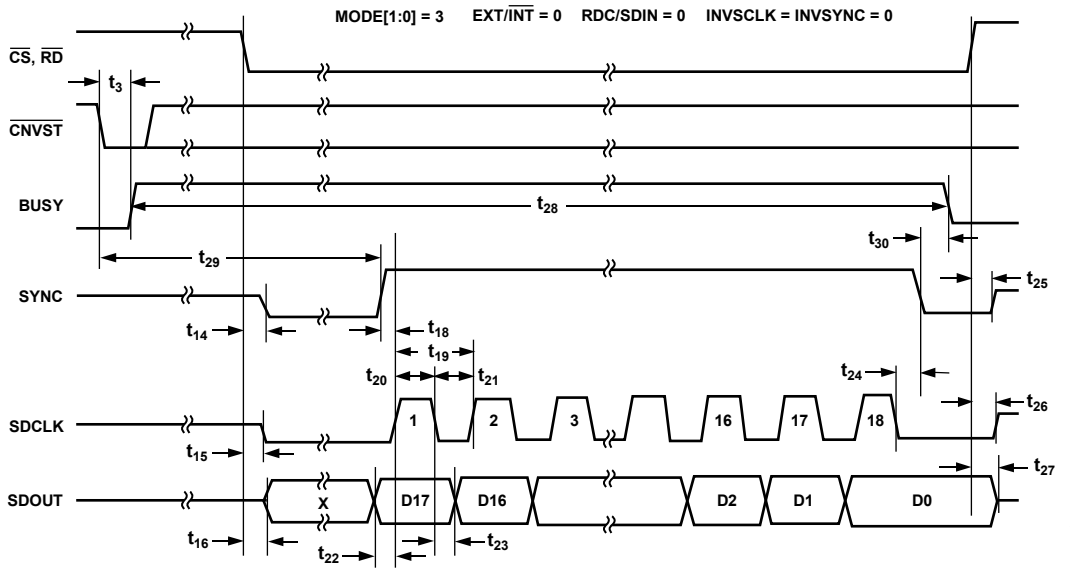 MODE[1:0] = 3 EXT/INT = 0 RDC/SDIN = 0 INVSCLK = INVSYNC = 0
CS, RD
t3
CNVST
BUSY
t28
t30
t29
t25
SYNC
t14
t18
t19
t20
t21
t24
t26
SDCLK
1 2 3 16 17 18
t15
t27
SDOUT
X D17 D16 D2 D1 D0
t16
t22
t23